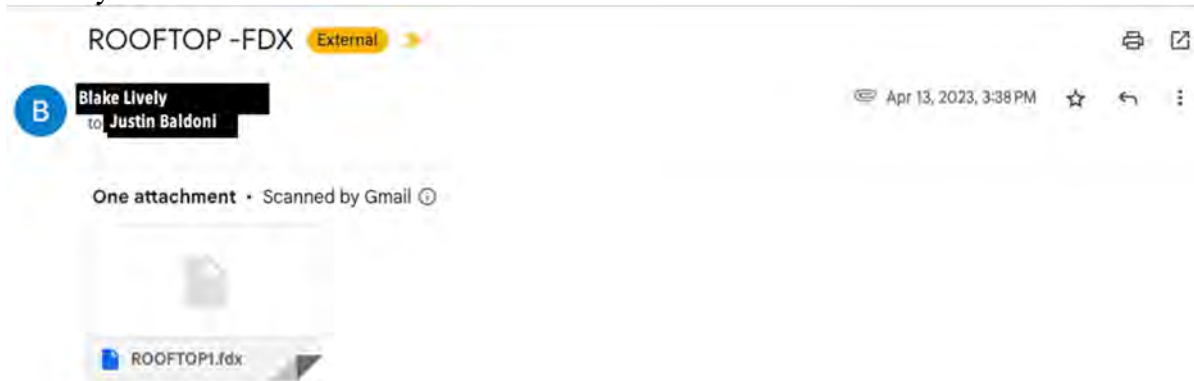 ROOFTOP -FDX External
B
Blake Lively
to Justin Baldoni
Apr 13, 2023, 3:38 PM
One attachment • Scanned by Gmail
ROOFTOP1.fdx